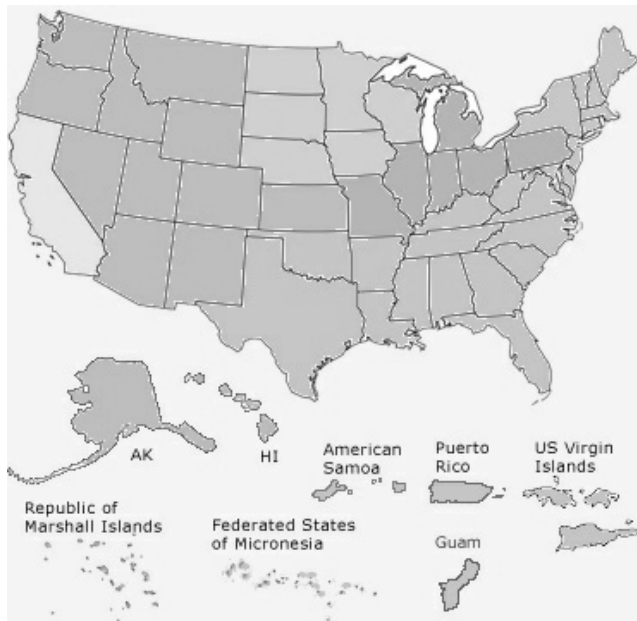 AK
HI
American
Samoa
Puerto
Rico
US Virgin
Islands
Republic of
Marshall Islands
Federated States
of Micronesia
Guam